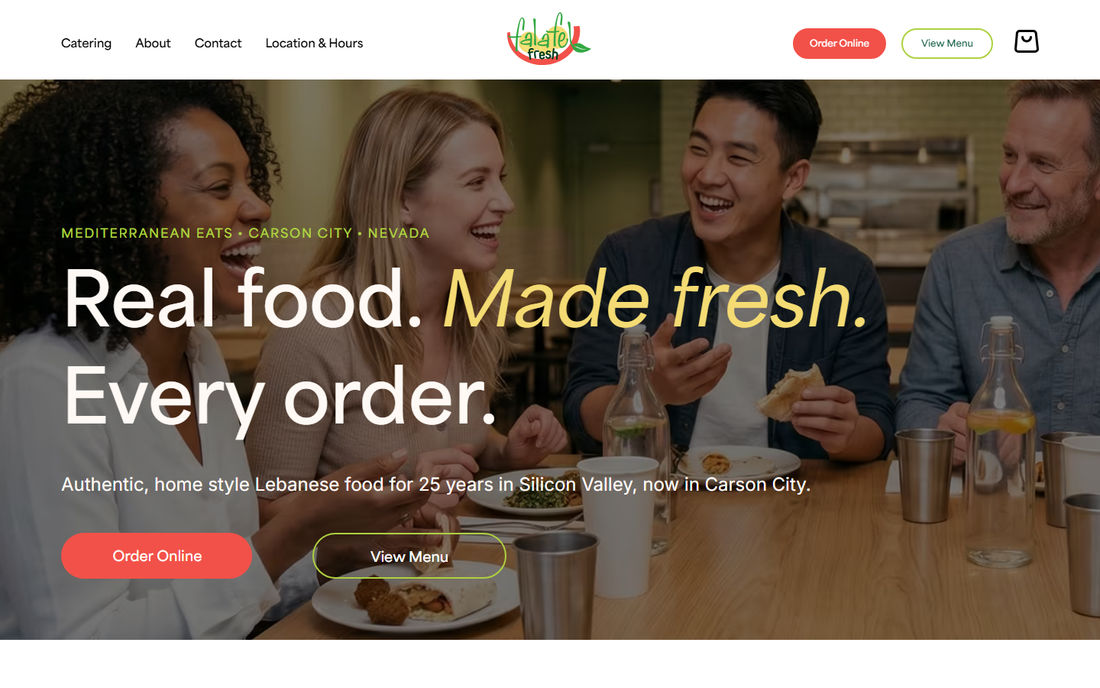 Catering About Contact Location & Hours
falafel
fresh
Order Online
View Menu
MEDITERRANEAN EATS • CARSON CITY • NEVADA
Real food. Made fresh.
Every order.
Authentic, home style Lebanese food for 25 years in Silicon Valley, now in Carson City.
Order Online
View Menu